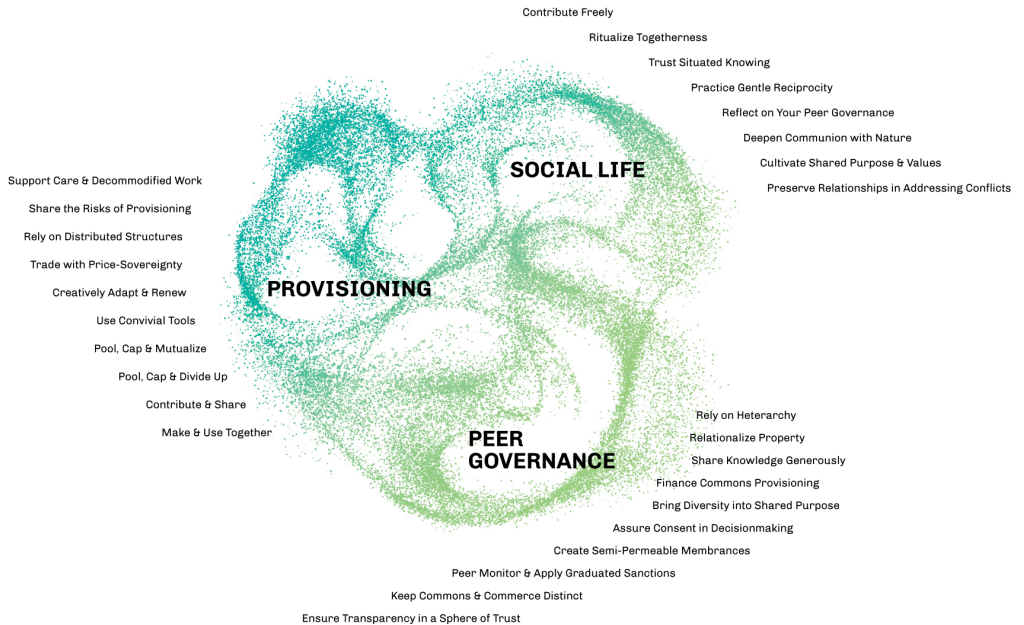 Contribute Freely
Ritualize Togetherness
Trust Situated Knowing
Practice Gentle Reciprocity
Reflect on Your Peer Governance
Deepen Communion with Nature
Cultivate Shared Purpose & Values
Preserve Relationships in Addressing Conflicts
SOCIAL LIFE
Support Care & Decommodified Work
Share the Risks of Provisioning
Rely on Distributed Structures
Trade with Price-Sovereignty
Creatively Adapt & Renew
Use Convivial Tools
Pool, Cap & Mutualize
Pool, Cap & Divide Up
Contribute & Share
Make & Use Together
PROVISIONING
PEER
GOVERNANCE
Rely on Heterarchy
Relationalize Property
Share Knowledge Generously
Finance Commons Provisioning
Bring Diversity into Shared Purpose
Assure Consent in Decisionmaking
Create Semi-Permeable Membrances
Peer Monitor & Apply Graduated Sanctions
Keep Commons & Commerce Distinct
Ensure Transparency in a Sphere of Trust